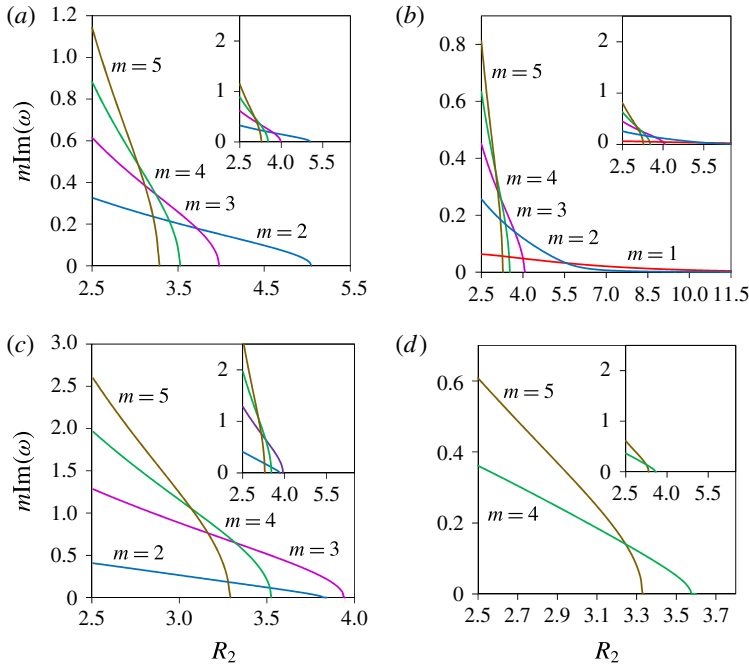 (a)
1.2
1.0
0.8
0.6
0.4
0.2
0
mIm(ω)
m = 5
m = 4
m = 3
m = 2
2.5 3.5 4.5 5.5
2
1
0
2.5 4.0 5.5
(b)
0.8
0.6
0.4
0.2
0
m = 5
m = 4
m = 3
m = 2
m = 1
2.5 4.0 5.5 7.0 8.5 10.0 11.5
2
1
0
2.5 4.0 5.5
(c)
3.0
2.5
2.0
1.5
1.0
0.5
0
mIm(ω)
m = 5
m = 4
m = 3
m = 2
2.5 3.0 3.5 4.0
R₂
2
1
0
2.5 4.0 5.5
(d)
0.6
0.4
0.2
0
m = 5
m = 4
2.5 2.7 2.9 3.1 3.3 3.5 3.7
R₂
2
1
0
2.5 4.0 5.5